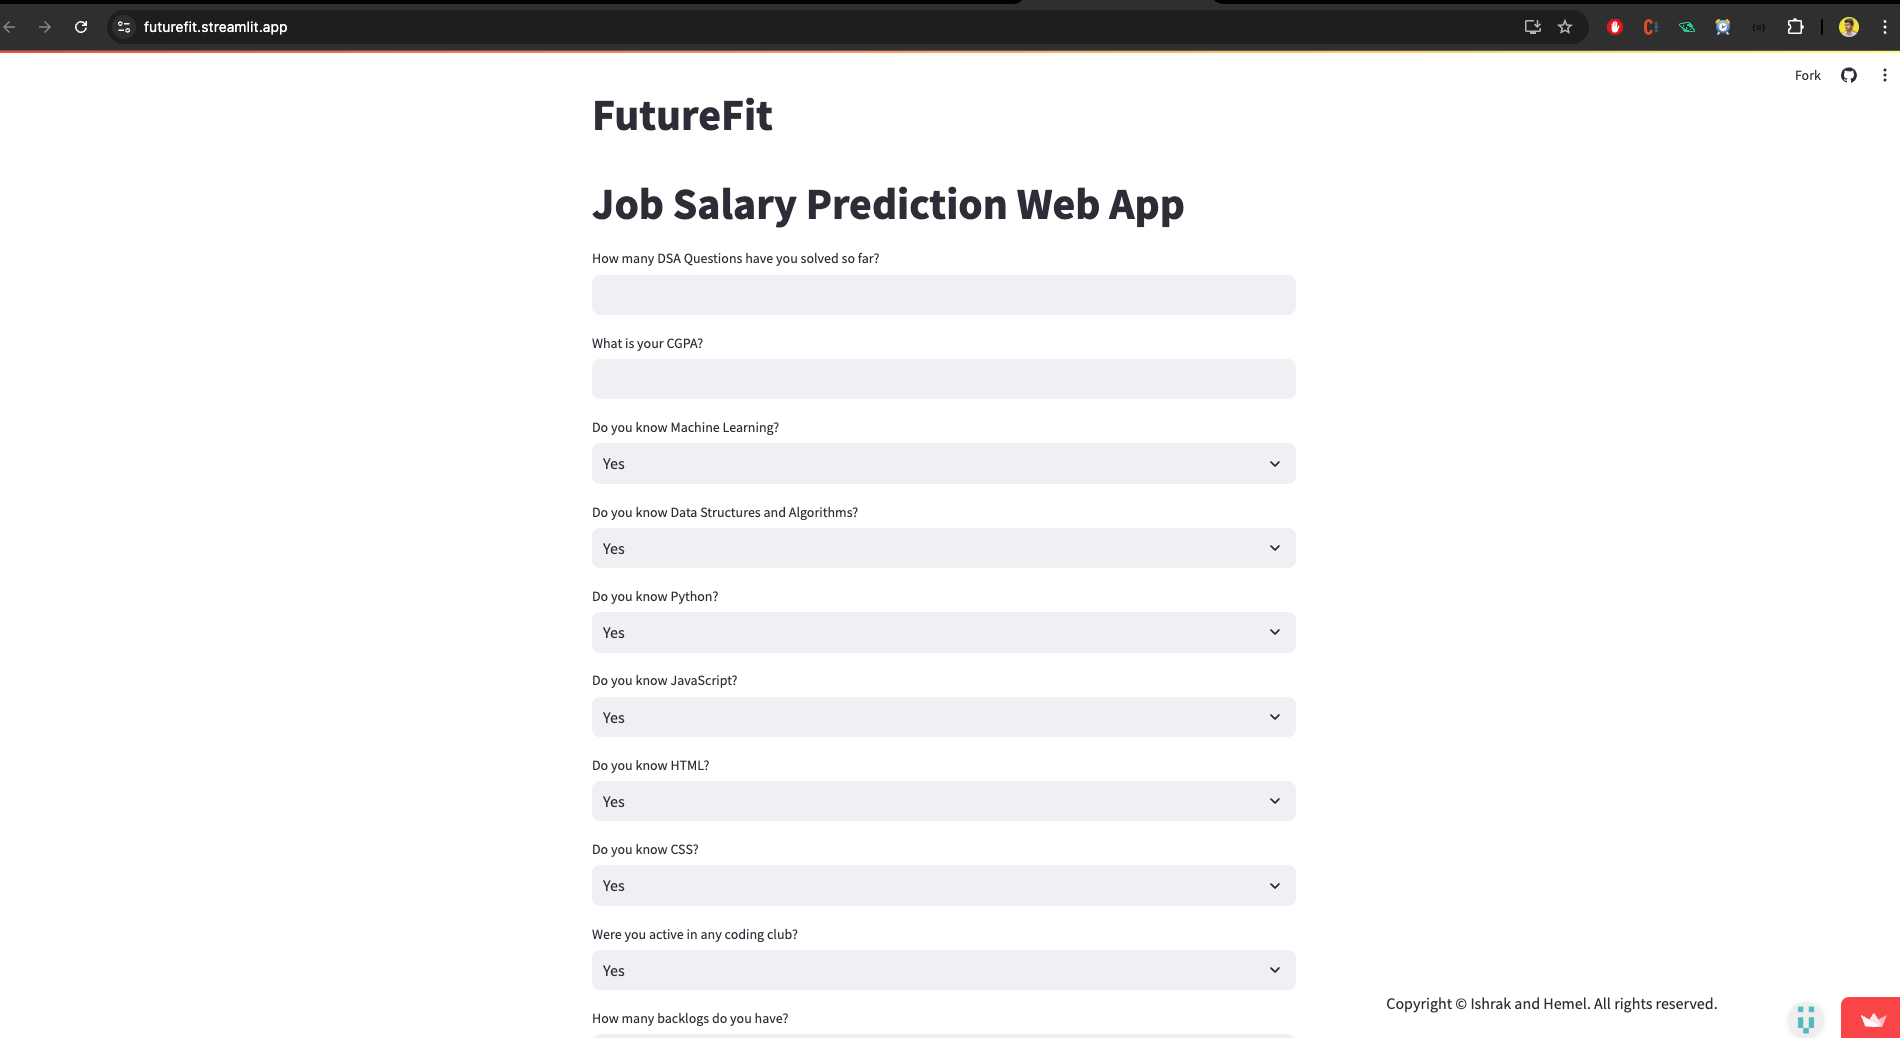 futurefit.streamlit.app
Fork
FutureFit
Job Salary Prediction Web App
How many DSA Questions have you solved so far?
What is your CGPA?
Do you know Machine Learning?
Yes
Do you know Data Structures and Algorithms?
Yes
Do you know Python?
Yes
Do you know JavaScript?
Yes
Do you know HTML?
Yes
Do you know CSS?
Yes
Were you active in any coding club?
Yes
Copyright © Ishrak and Hemel. All rights reserved.
How many backlogs do you have?